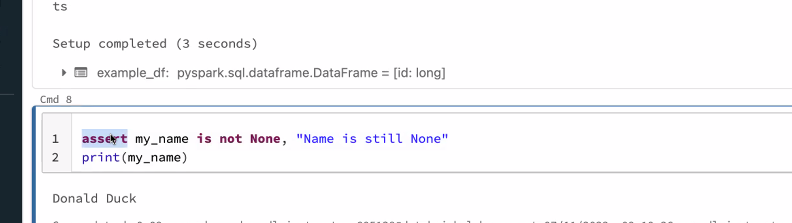 ts
Setup completed (3 seconds)
example_df: pyspark.sql.dataframe.DataFrame = [id: long]
Cmd 8
1 assert my_name is not None, "Name is still None"
2 print(my_name)
Donald Duck